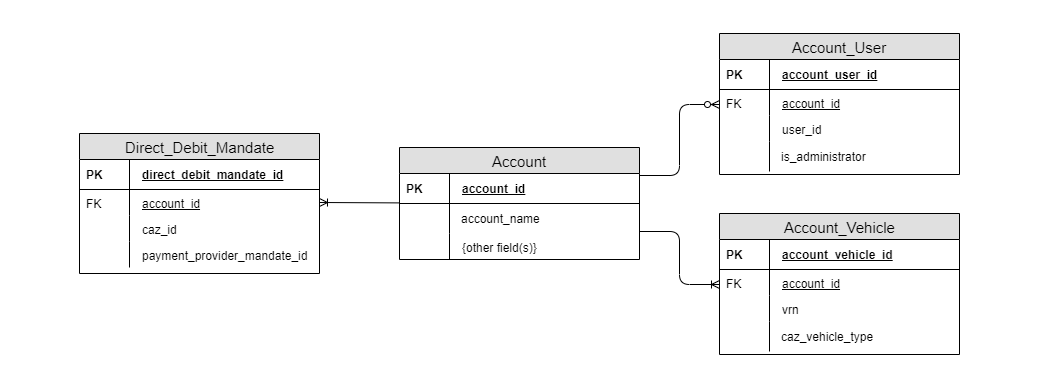 Account_User
PK account_user_id
FK account_id
user_id
is_administrator
Direct_Debit_Mandate
PK direct_debit_mandate_id
FK account_id
caz_id
payment_provider_mandate_id
Account
PK account_id
account_name
{other field(s)}
Account_Vehicle
PK account_vehicle_id
FK account_id
vrn
caz_vehicle_type